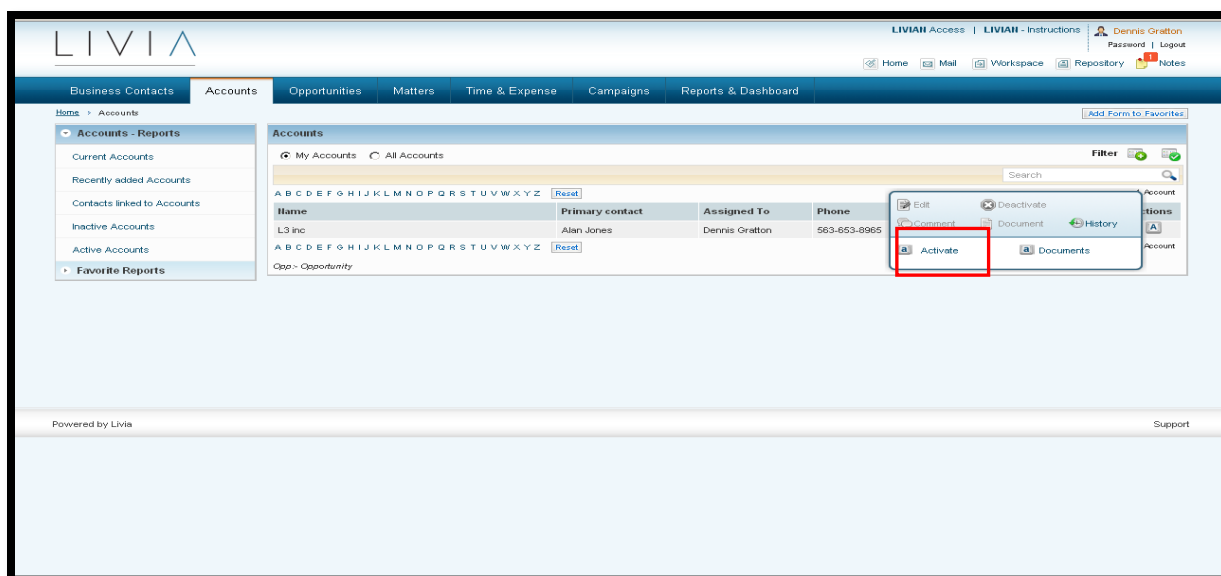 LIVIAN Access | LIVIAN - Instructions Dennis Gratton
LIVIA
Password | Logout
Home Mail Workspace Repository 1 Notes
Business Contacts Accounts Opportunities Matters Time & Expense Campaigns Reports & Dashboard
Home › Accounts Add Form to Favorites
Accounts - Reports
Current Accounts
Recently added Accounts
Contacts linked to Accounts
Inactive Accounts
Active Accounts
Favorite Reports
Accounts
My Accounts All Accounts Filter
Search
A B C D E F G H I J K L M N O P Q R S T U V W X Y Z Reset Account
Name Primary contact Assigned To Phone
L3 inc Alan Jones Dennis Gratton 563-653-8965 A
A B C D E F G H I J K L M N O P Q R S T U V W X Y Z Reset Account
Opp:- Opportunity
Edit Deactivate
Comment Document History
a Activate a Documents
Powered by Livia Support